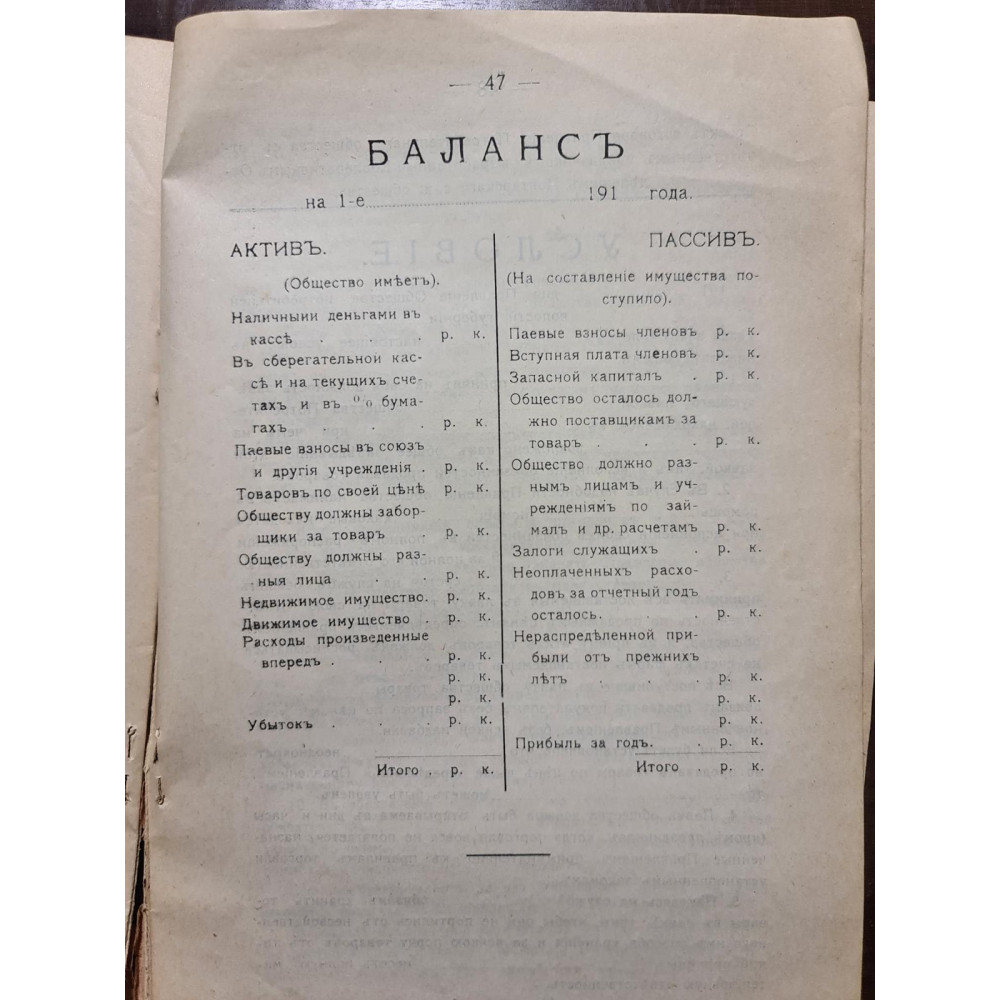 — 47 —
БАЛАНСЪ
на 1-е 191 года.
АКТИВЪ.
(Общество имѣетъ).
Наличныии деньгами въ
кассѣ . . . р. к.
Въ сберегательной кас-
сѣ и на текущихъ сче-
тахъ и въ % бума-
гахъ . . . р. к.
Паевые взносы въ союзъ
и другія учрежденія . р. к.
Товаровъ по своей цѣнѣ р. к.
Обществу должны забор-
щики за товаръ . р. к.
Обществу должны раз-
ныя лица . . р. к.
Недвижимое имущество. р. к.
Движимое имущество . р. к.
Расходы произведенные
впередъ . . . р. к.
р. к.
р. к.
Убытокъ . . . р. к.
Итого . р. к.
ПАССИВЪ.
(На составленіе имущества по-
ступило).
Паевые взносы членовъ р. к.
Вступная плата членовъ р. к.
Запасной капиталъ . р. к.
Общество осталось дол-
жно поставщикамъ за
товаръ . . . р. к.
Общество должно раз-
нымъ лицамъ и уч-
режденіямъ по зай-
малъ и др. расчетамъ р. к.
Залоги служащихъ . р. к.
Неоплаченныхъ расхо-
довъ за отчетный годъ
осталось. . . р. к.
Нераспредѣленной при-
были отъ прежнихъ
лѣтъ . . . р. к.
р. к.
р. к.
Прибыль за годъ. . р. к.
Итого . р. к.